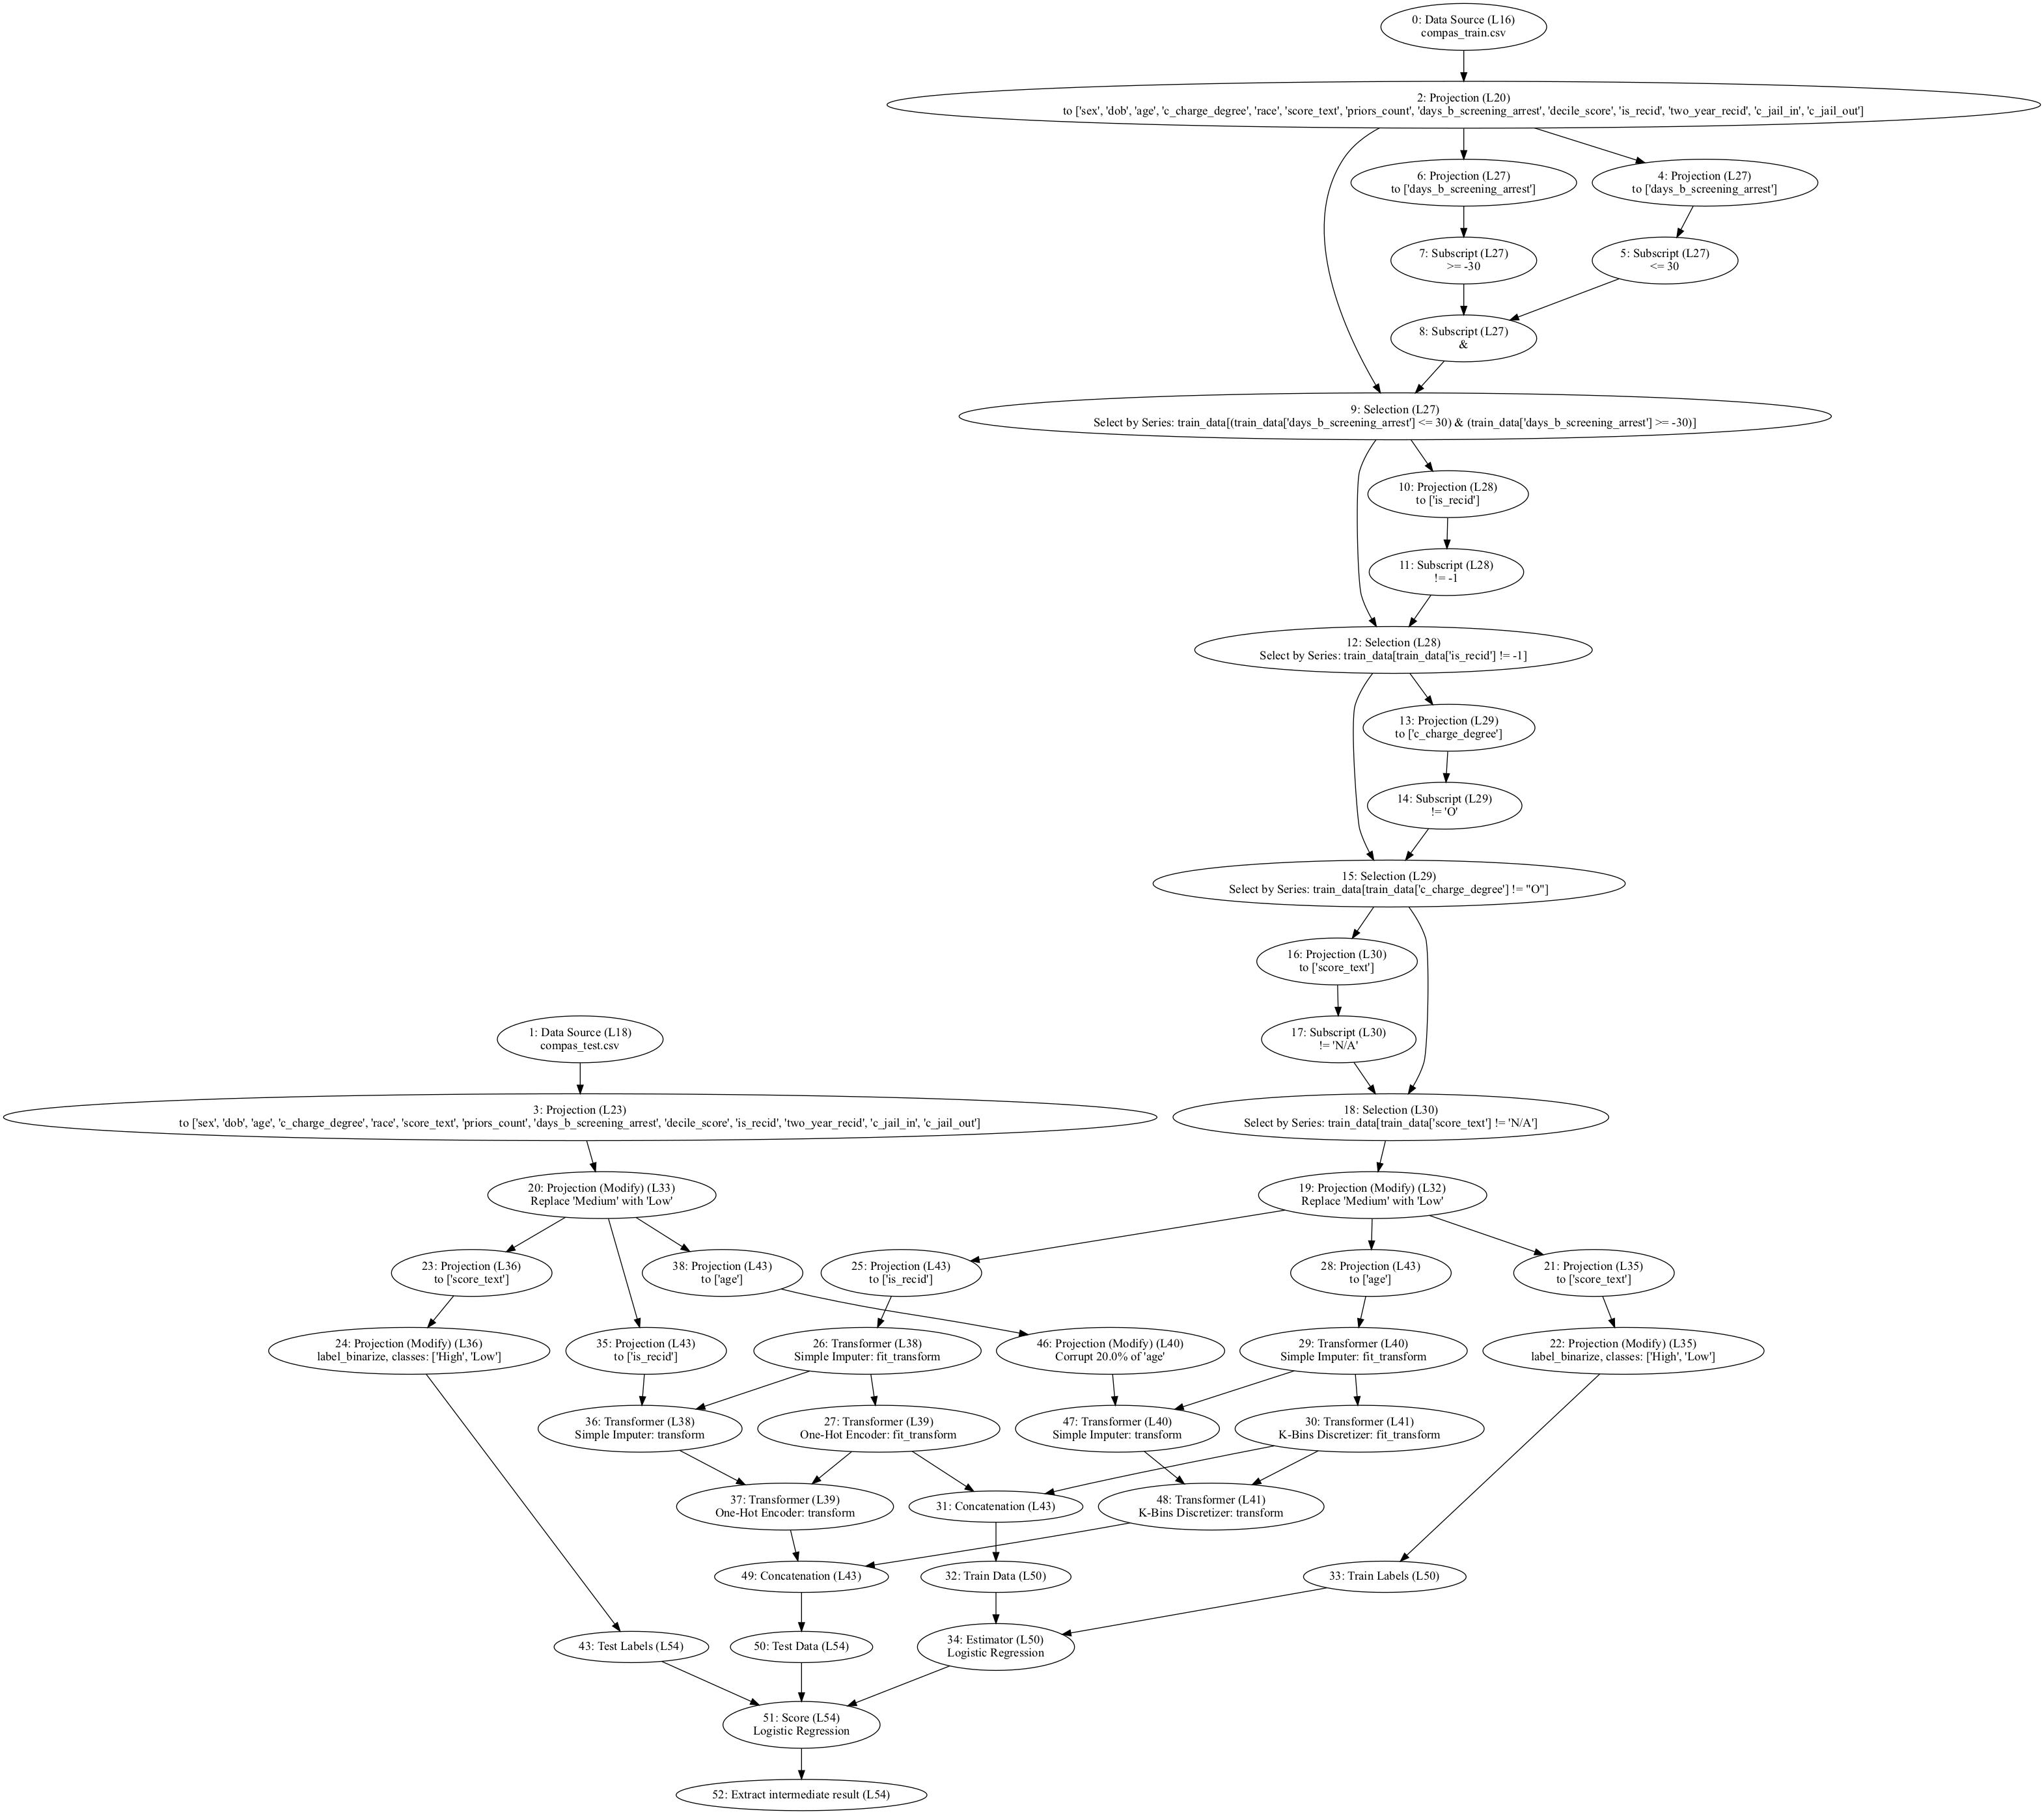 0: Data Source (L16)
compas_train.csv
2: Projection (L20)
to ['sex', 'dob', 'age', 'c_charge_degree', 'race', 'score_text', 'priors_count', 'days_b_screening_arrest', 'decile_score', 'is_recid', 'two_year_recid', 'c_jail_in', 'c_jail_out']
6: Projection (L27)
to ['days_b_screening_arrest']
4: Projection (L27)
to ['days_b_screening_arrest']
7: Subscript (L27)
>= -30
5: Subscript (L27)
<= 30
8: Subscript (L27)
&
9: Selection (L27)
Select by Series: train_data[(train_data['days_b_screening_arrest'] <= 30) & (train_data['days_b_screening_arrest'] >= -30)]
10: Projection (L28)
to ['is_recid']
11: Subscript (L28)
!= -1
12: Selection (L28)
Select by Series: train_data[train_data['is_recid'] != -1]
13: Projection (L29)
to ['c_charge_degree']
14: Subscript (L29)
!= 'O'
15: Selection (L29)
Select by Series: train_data[train_data['c_charge_degree'] != "O"]
16: Projection (L30)
to ['score_text']
1: Data Source (L18)
compas_test.csv
17: Subscript (L30)
!= 'N/A'
3: Projection (L23)
to ['sex', 'dob', 'age', 'c_charge_degree', 'race', 'score_text', 'priors_count', 'days_b_screening_arrest', 'decile_score', 'is_recid', 'two_year_recid', 'c_jail_in', 'c_jail_out']
18: Selection (L30)
Select by Series: train_data[train_data['score_text'] != 'N/A']
20: Projection (Modify) (L33)
Replace 'Medium' with 'Low'
19: Projection (Modify) (L32)
Replace 'Medium' with 'Low'
23: Projection (L36)
to ['score_text']
38: Projection (L43)
to ['age']
25: Projection (L43)
to ['is_recid']
28: Projection (L43)
to ['age']
21: Projection (L35)
to ['score_text']
24: Projection (Modify) (L36)
label_binarize, classes: ['High', 'Low']
35: Projection (L43)
to ['is_recid']
26: Transformer (L38)
Simple Imputer: fit_transform
46: Projection (Modify) (L40)
Corrupt 20.0% of 'age'
29: Transformer (L40)
Simple Imputer: fit_transform
22: Projection (Modify) (L35)
label_binarize, classes: ['High', 'Low']
36: Transformer (L38)
Simple Imputer: transform
27: Transformer (L39)
One-Hot Encoder: fit_transform
47: Transformer (L40)
Simple Imputer: transform
30: Transformer (L41)
K-Bins Discretizer: fit_transform
37: Transformer (L39)
One-Hot Encoder: transform
31: Concatenation (L43)
48: Transformer (L41)
K-Bins Discretizer: transform
49: Concatenation (L43)
32: Train Data (L50)
33: Train Labels (L50)
43: Test Labels (L54)
50: Test Data (L54)
34: Estimator (L50)
Logistic Regression
51: Score (L54)
Logistic Regression
52: Extract intermediate result (L54)